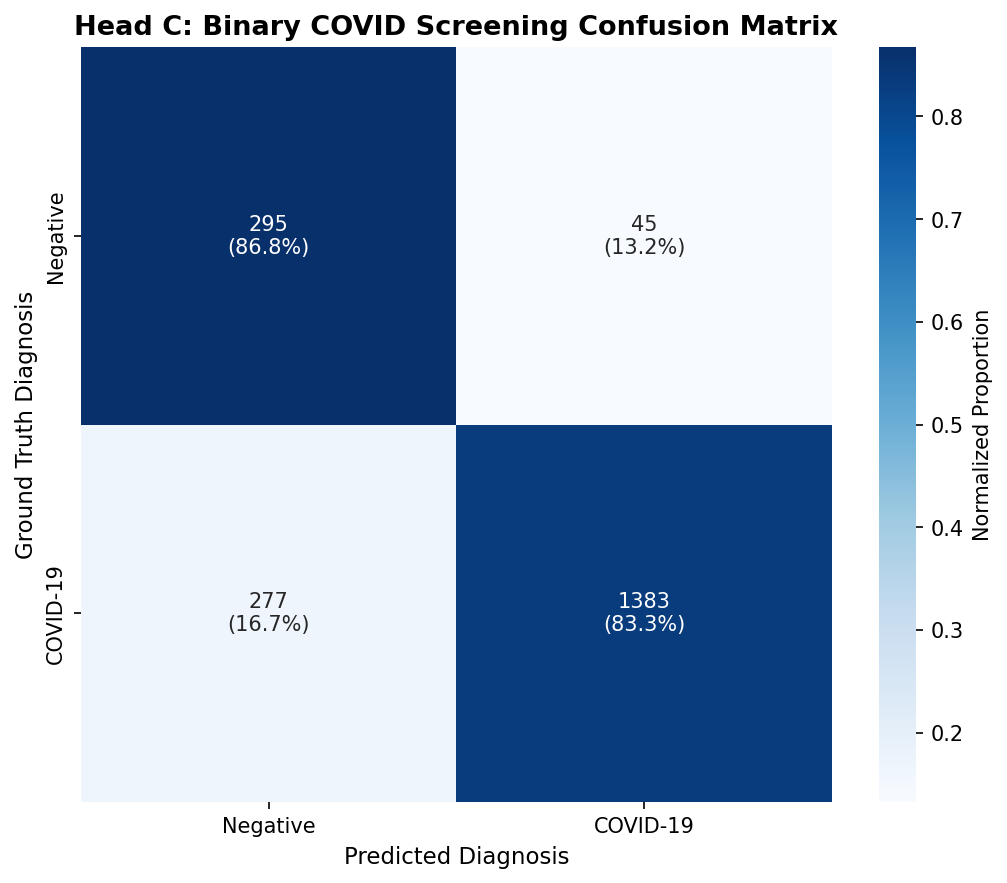 Head C: Binary COVID Screening Confusion Matrix
Ground Truth Diagnosis
Negative
COVID-19
295
(86.8%)
45
(13.2%)
277
(16.7%)
1383
(83.3%)
Negative
COVID-19
Predicted Diagnosis
0.8
0.7
0.6
0.5
0.4
0.3
0.2
Normalized Proportion